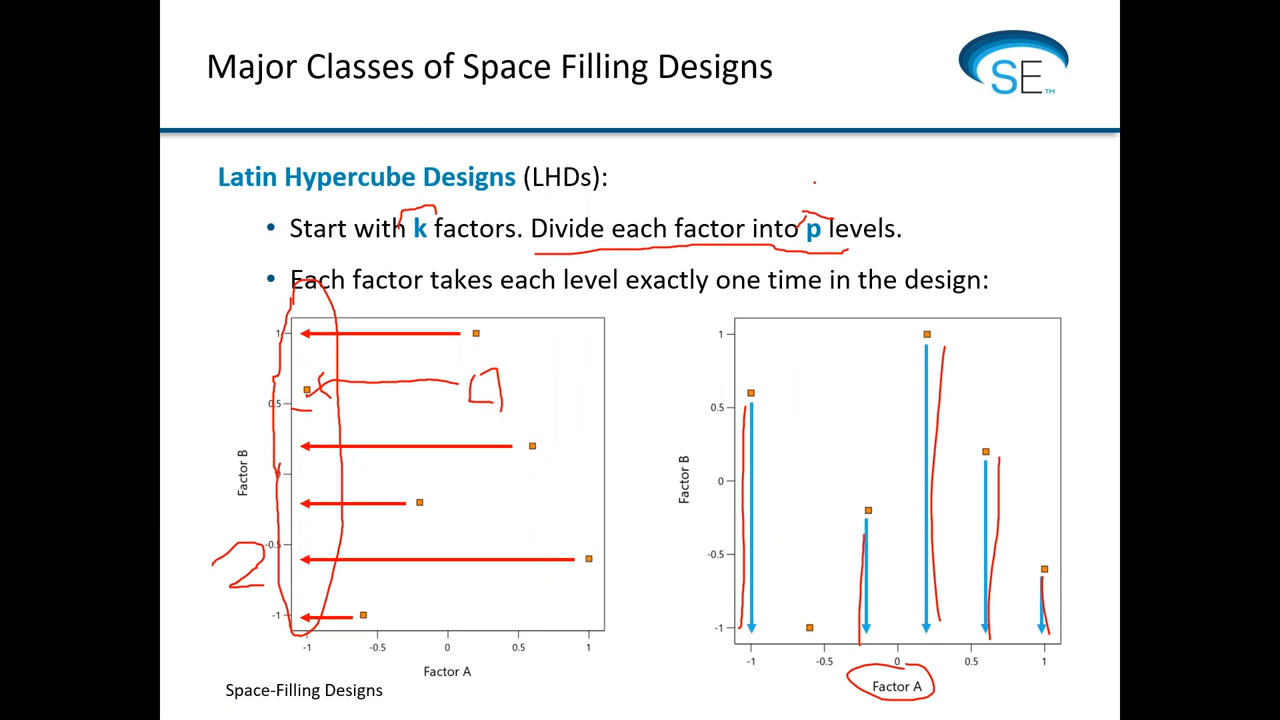 Major Classes of Space Filling Designs
SE™
Latin Hypercube Designs (LHDs):
• Start with k factors. Divide each factor into p levels.
• Each factor takes each level exactly one time in the design:
1
0.5
0
-0.5
-1
Factor B
-1
-0.5
0
0.5
1
Factor A
2
1
0.5
0
-0.5
-1
Factor B
-1
-0.5
0
0.5
1
Factor A
Space-Filling Designs